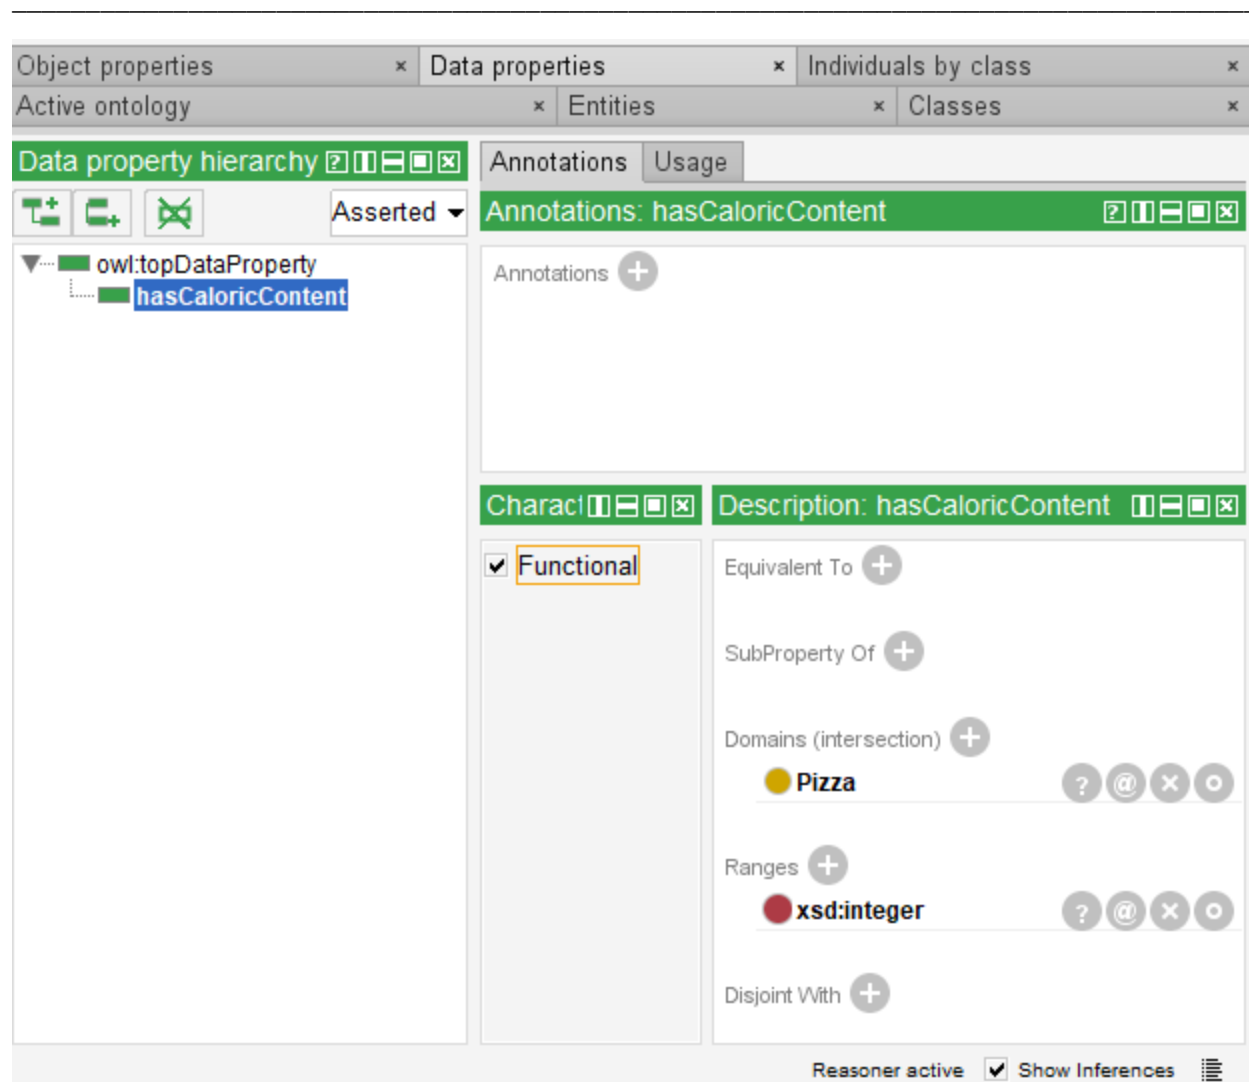 Object properties × Data properties × Individuals by class ×
Active ontology × Entities × Classes ×
Data property hierarchy
Asserted
owl:topDataProperty
hasCaloricContent
Annotations Usage
Annotations: hasCaloricContent
Annotations
Charact
Functional
Description: hasCaloricContent
Equivalent To
SubProperty Of
Domains (intersection)
Pizza
Ranges
xsd:integer
Disjoint With
Reasoner active Show Inferences